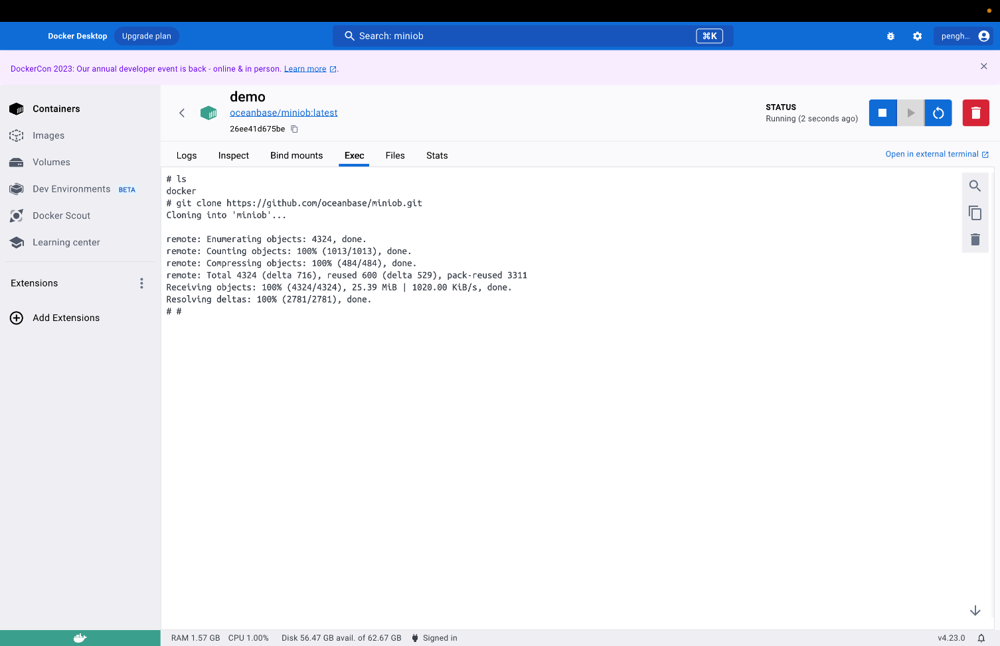 Docker Desktop
Upgrade plan
Search: miniob
⌘K
pengh...
DockerCon 2023: Our annual developer event is back - online & in person. Learn more .
Containers
Images
Volumes
Dev Environments BETA
Docker Scout
Learning center
Extensions
Add Extensions
demo
oceanbase/miniob:latest
26ee41d675be
STATUS
Running (2 seconds ago)
Logs
Inspect
Bind mounts
Exec
Files
Stats
Open in external terminal
# ls
docker
# git clone https://github.com/oceanbase/miniob.git
Cloning into 'miniob'...
remote: Enumerating objects: 4324, done.
remote: Counting objects: 100% (1013/1013), done.
remote: Compressing objects: 100% (484/484), done.
remote: Total 4324 (delta 716), reused 600 (delta 529), pack-reused 3311
Receiving objects: 100% (4324/4324), 25.39 MiB | 1020.00 KiB/s, done.
Resolving deltas: 100% (2781/2781), done.
# #
RAM 1.57 GB
CPU 1.00%
Disk 56.47 GB avail. of 62.67 GB
Signed in
v4.23.0